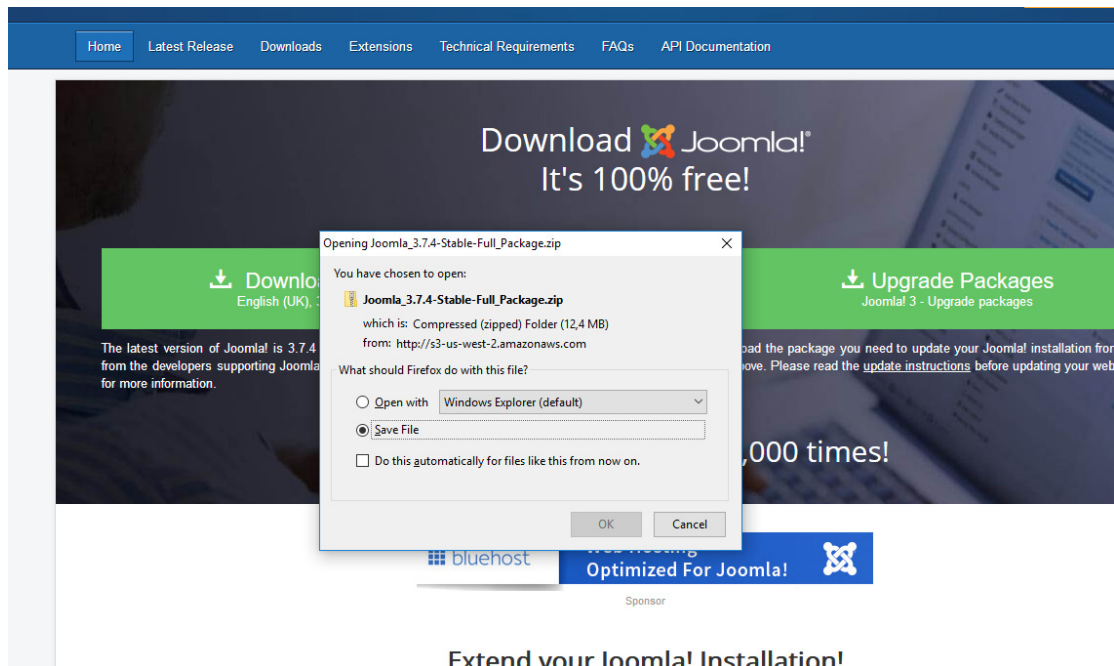 Home Latest Release Downloads Extensions Technical Requirements FAQs API Documentation
Download Joomla!®
It's 100% free!
Opening Joomla_3.7.4-Stable-Full_Package.zip
You have chosen to open:
Joomla_3.7.4-Stable-Full_Package.zip
which is: Compressed (zipped) Folder (12,4 MB)
from: http://s3-us-west-2.amazonaws.com
What should Firefox do with this file?
Open with Windows Explorer (default)
Save File
Do this automatically for files like this from now on.
OK Cancel
English (UK),
The latest version of Joomla! is 3.7.4
from the developers supporting Joomla
for more information.
Upgrade Packages
Joomla! 3 - Upgrade packages
the package you need to update your Joomla! installation
Please read the update instructions before updating your
,000 times!
bluehost
Optimized For Joomla!
Sponsor
Extend your Joomla! Installation!